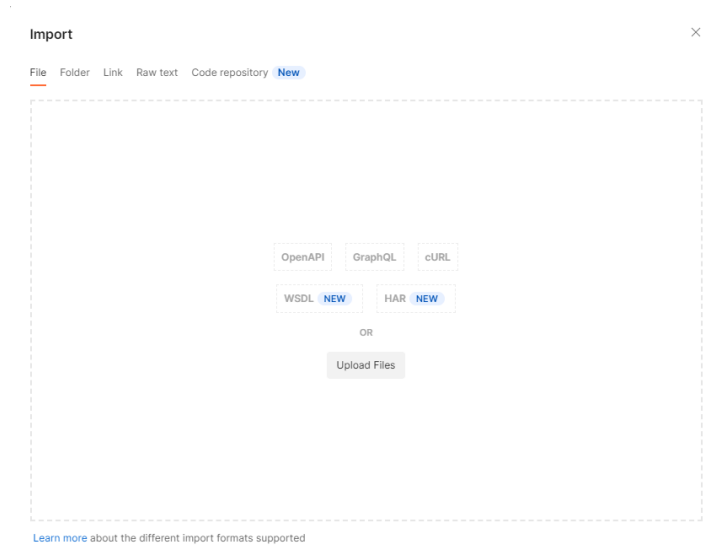 Import
File Folder Link Raw text Code repository New
OpenAPI GraphQL cURL
WSDL NEW HAR NEW
OR
Upload Files
Learn more about the different import formats supported